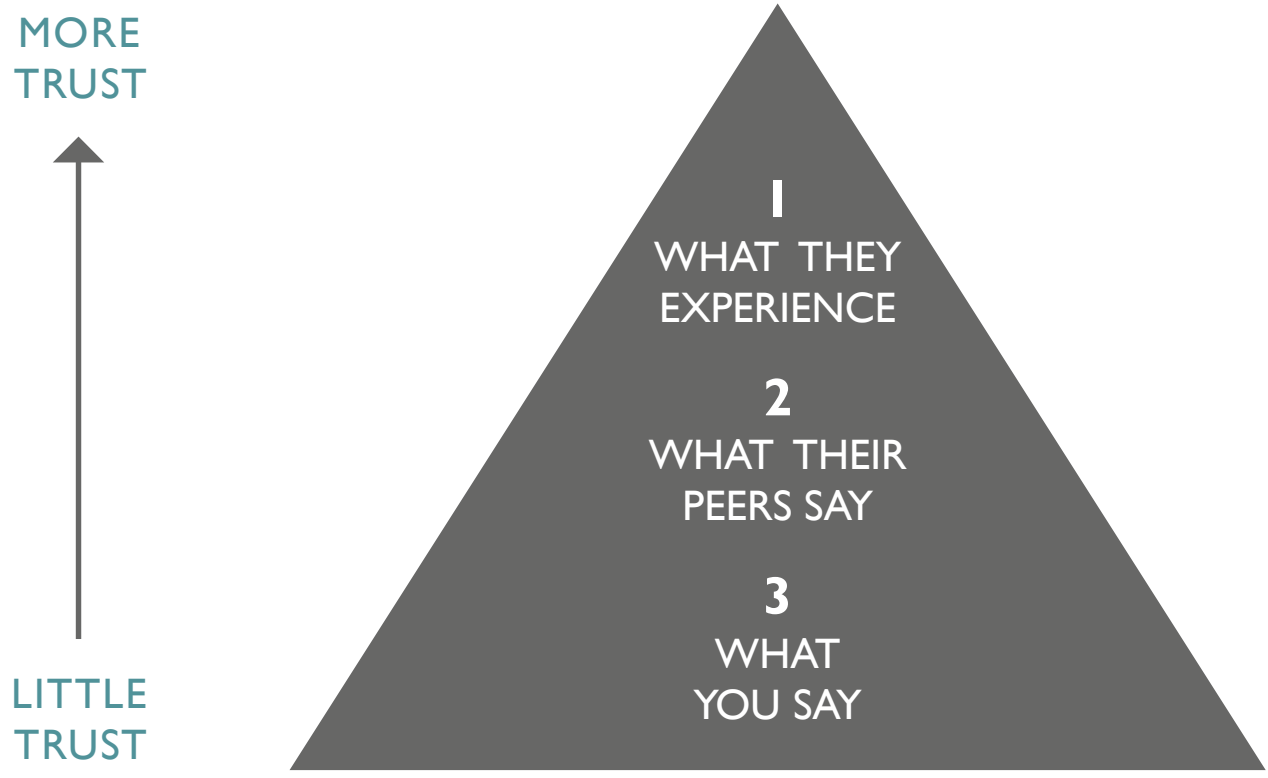 MORE
TRUST
1
WHAT THEY
EXPERIENCE
2
WHAT THEIR
PEERS SAY
3
WHAT
YOU SAY
LITTLE
TRUST